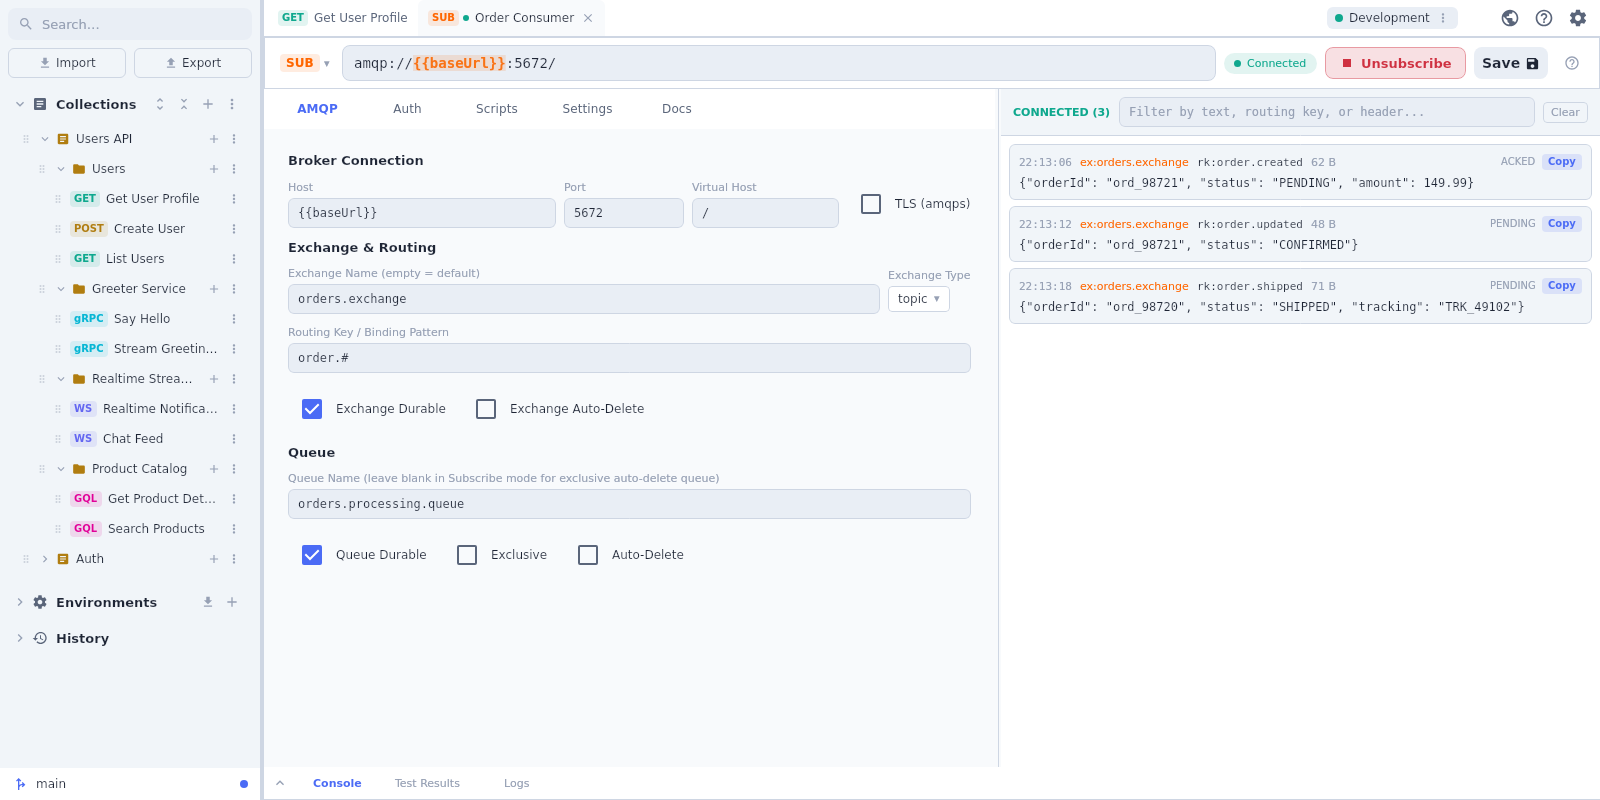 Search...
Import
Export
Collections
Users API
Users
GET Get User Profile
POST Create User
GET List Users
Greeter Service
gRPC Say Hello
gRPC Stream Greetin...
Realtime Strea...
WS Realtime Notifica...
WS Chat Feed
Product Catalog
GQL Get Product Det...
GQL Search Products
Auth
Environments
History
main
GET Get User Profile
SUB Order Consumer
Development
SUB
amqp://{{baseUrl}}:5672/
Connected
Unsubscribe
Save
AMQP Auth Scripts Settings Docs
Broker Connection
Host Port Virtual Host
{{baseUrl}} 5672 / TLS (amqps)
Exchange & Routing
Exchange Name (empty = default) Exchange Type
orders.exchange topic
Routing Key / Binding Pattern
order.#
Exchange Durable Exchange Auto-Delete
Queue
Queue Name (leave blank in Subscribe mode for exclusive auto-delete queue)
orders.processing.queue
Queue Durable Exclusive Auto-Delete
CONNECTED (3) Filter by text, routing key, or header... Clear
22:13:06 ex:orders.exchange rk:order.created 62 B ACKED Copy
{"orderId": "ord_98721", "status": "PENDING", "amount": 149.99}
22:13:12 ex:orders.exchange rk:order.updated 48 B PENDING Copy
{"orderId": "ord_98721", "status": "CONFIRMED"}
22:13:18 ex:orders.exchange rk:order.shipped 71 B PENDING Copy
{"orderId": "ord_98720", "status": "SHIPPED", "tracking": "TRK_49102"}
Console Test Results Logs